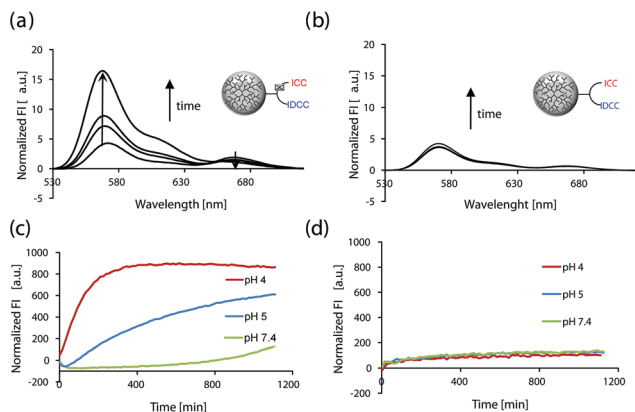 (a)
20
15
10
5
0
-5
Normalized FI [ a.u.]
530
580
630
680
Wavelength [nm]
time
ICC
IDCC
(b)
20
15
10
5
0
-5
Normalized FI [ a.u.]
530
580
630
680
Wavelenght [nm]
time
ICC
IDCC
(c)
1000
800
600
400
200
0
-200
Normalized FI [a.u.]
pH 4
pH 5
pH 7.4
0
400
800
1200
Time [min]
(d)
1000
800
600
400
200
0
-200
Normalized FI [a.u.]
pH 4
pH 5
pH 7.4
0
400
800
1200
Time [min]